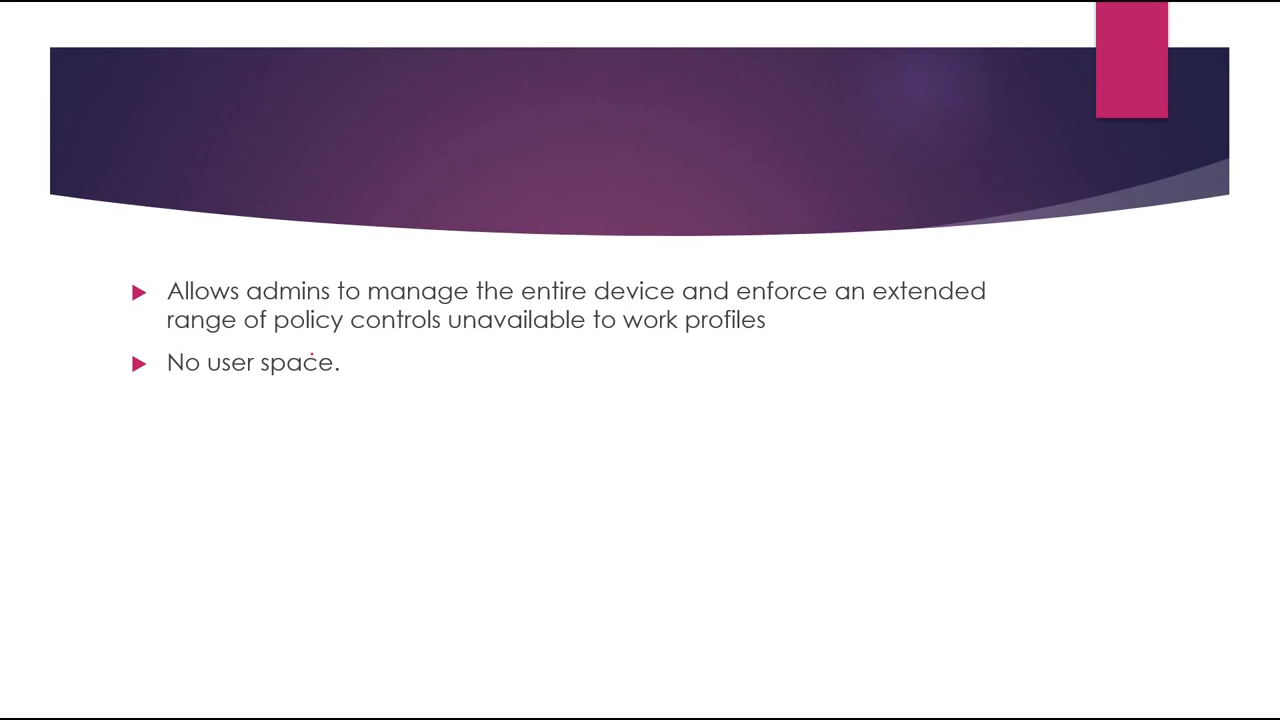 Allows admins to manage the entire device and enforce an extended
range of policy controls unavailable to work profiles
No user space.